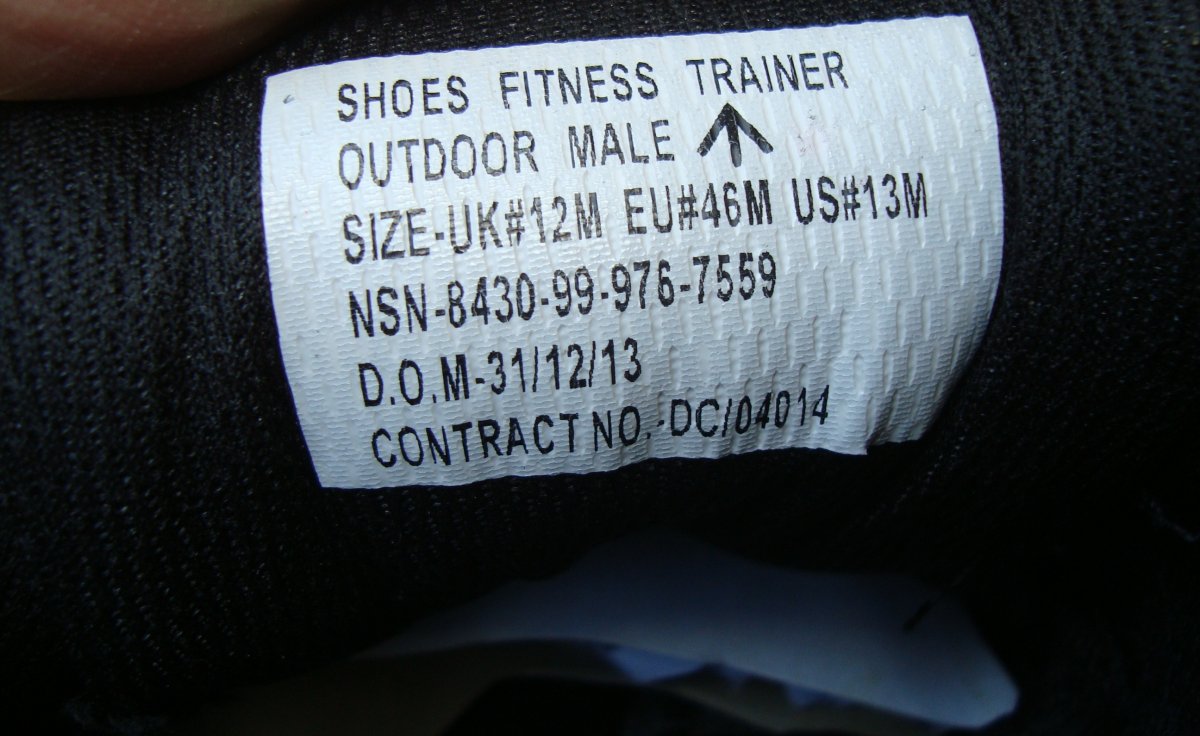 SHOES FITNESS TRAINER
OUTDOOR MALE
SIZE-UK#12M EU#46M US#13M
NSN-8430-99-976-7559
D.O.M-31/12/13
CONTRACT NO.-DC/04014